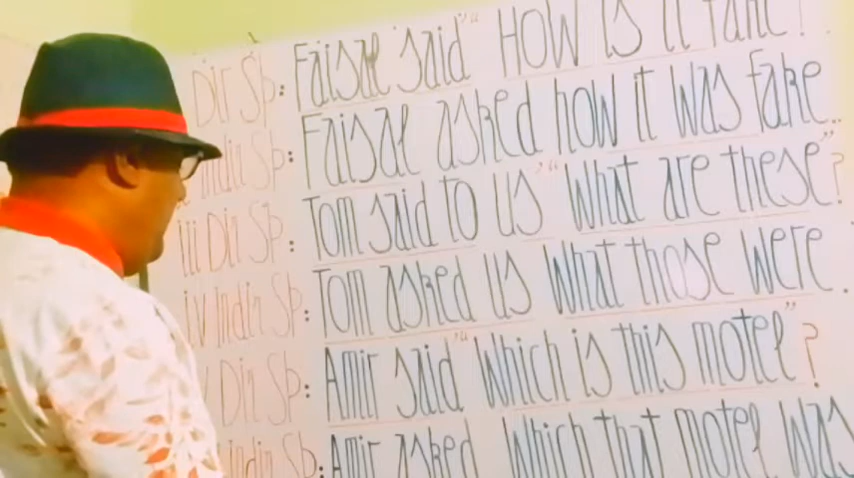 Dir Sp: Faisal said "How is it fake?
Indir Sp: Faisal asked how it was fake..
iii Dir Sp: Tom said to us "What are these"?
iv Indir Sp: Tom asked us what those were.
v Dir Sp: Amir said "Which is this motel"?
Indir Sp: Amir asked which that motel was